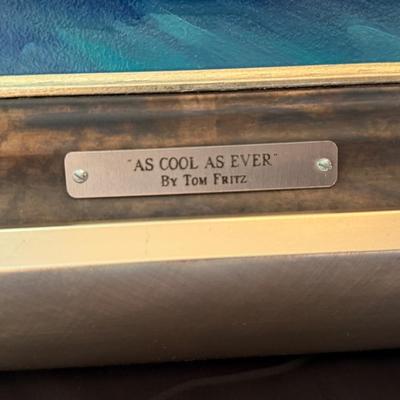 "AS COOL AS EVER"
BY TOM FRITZ